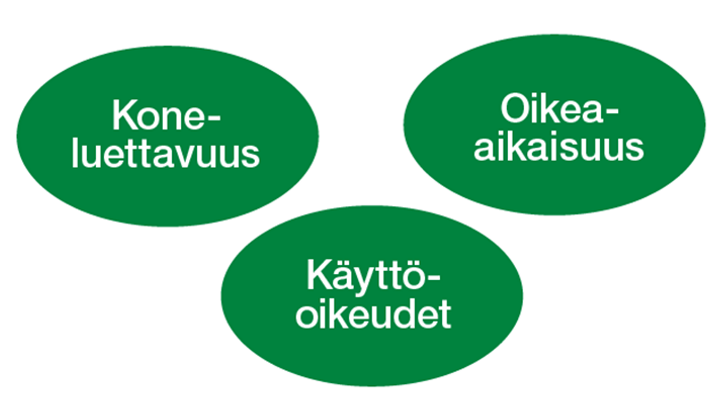 Kone-
luettavuus
Oikea-
aikaisuus
Käyttö-
oikeudet